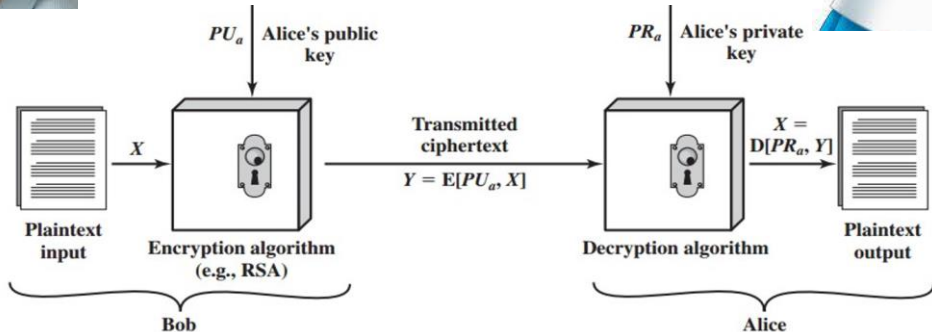 PUa
Alice's public
key
PRa
Alice's private
key
X
Transmitted
ciphertext
Y = E[PUa, X]
X =
D[PRa, Y]
Plaintext
input
Encryption algorithm
(e.g., RSA)
Decryption algorithm
Plaintext
output
Bob
Alice